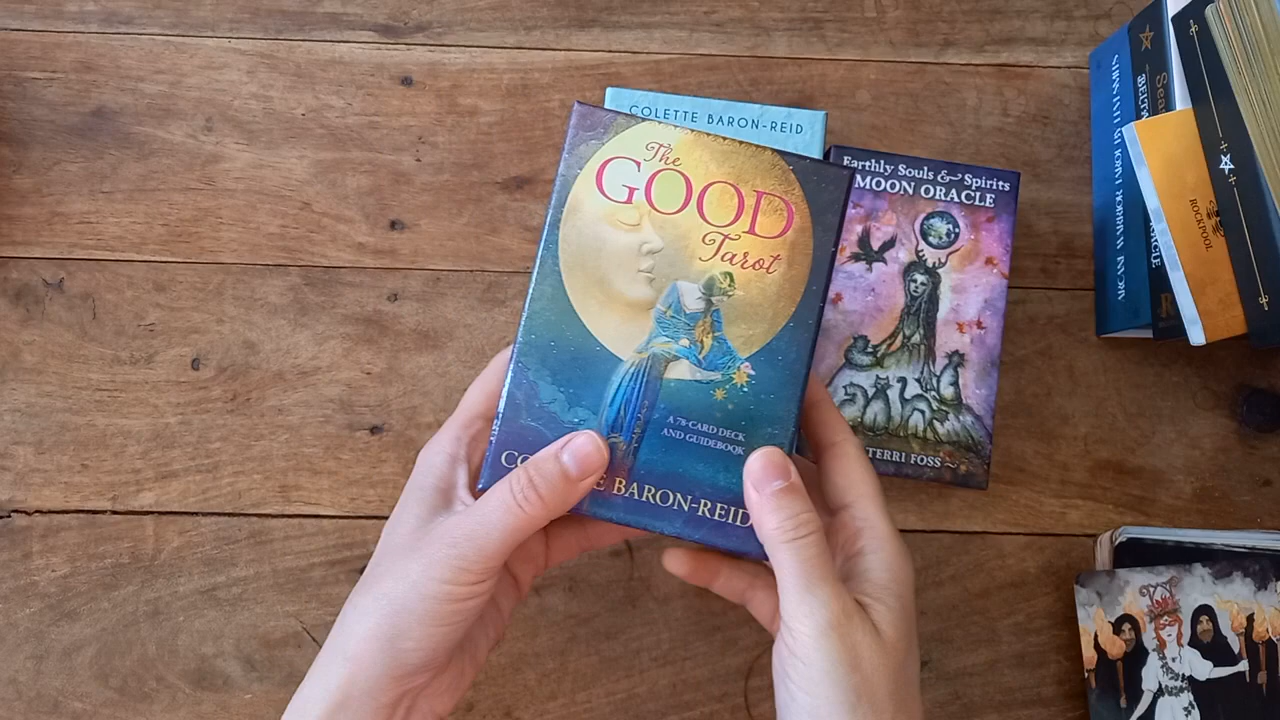 COLETTE BARON-REID
The
GOOD
Tarot
A 78-CARD DECK
AND GUIDEBOOK
BARON-REID
Earthly Souls & Spirits
MOON ORACLE
TERRI FOSS
ROCKPOOL